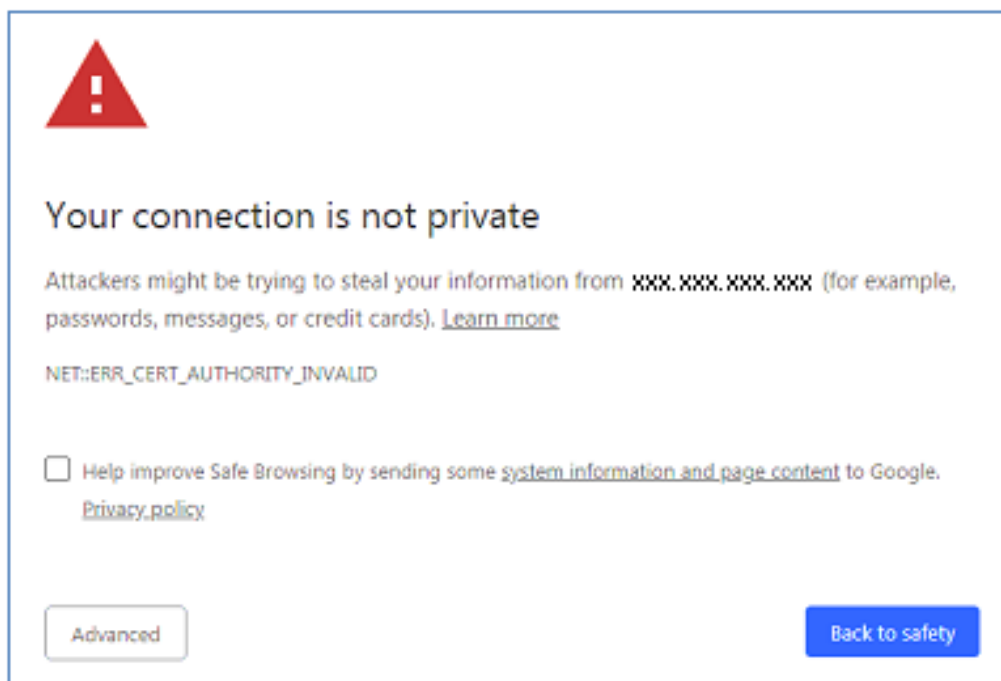 Your connection is not private
Attackers might be trying to steal your information from xxx.xxx.xxx.xxx (for example,
passwords, messages, or credit cards). Learn more
NET::ERR_CERT_AUTHORITY_INVALID
Help improve Safe Browsing by sending some system information and page content to Google.
Privacy policy
Advanced
Back to safety